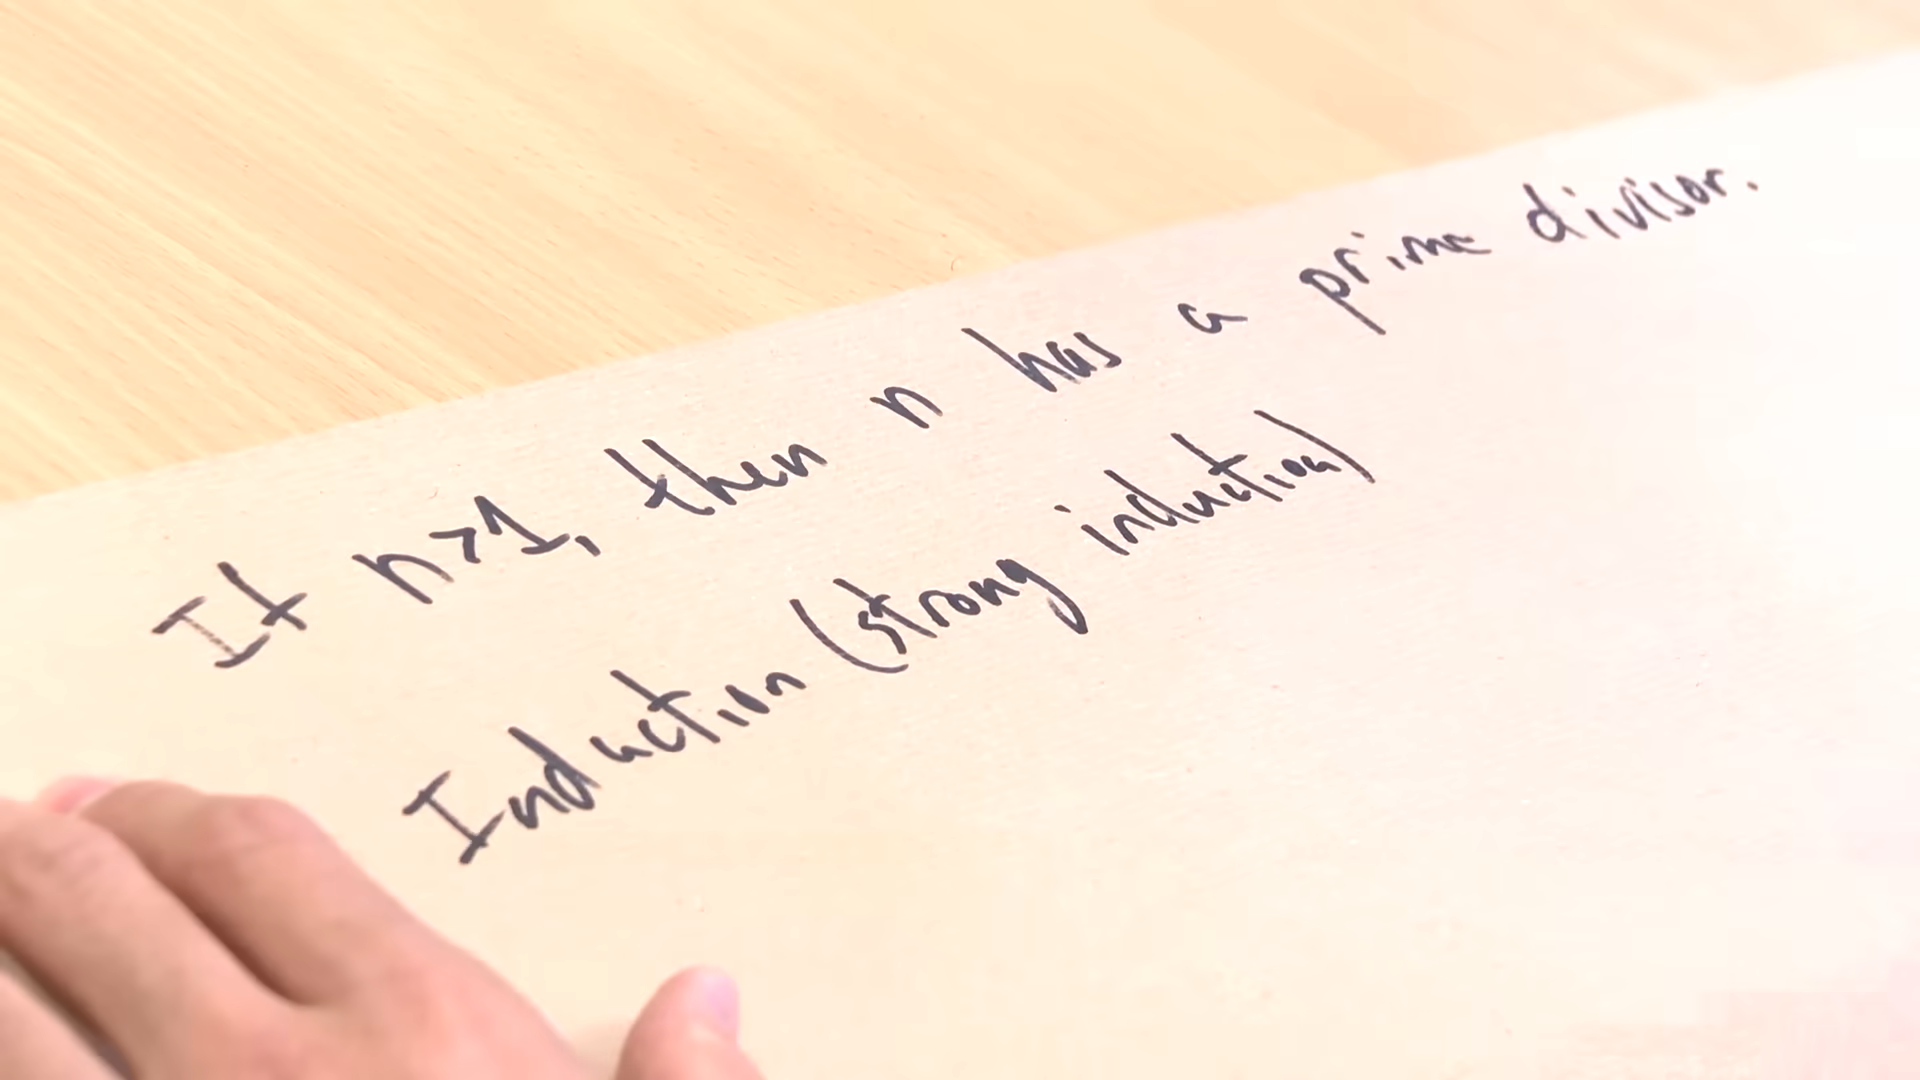 If n>1, then n has a prime divisor.
Induction (strong induction)